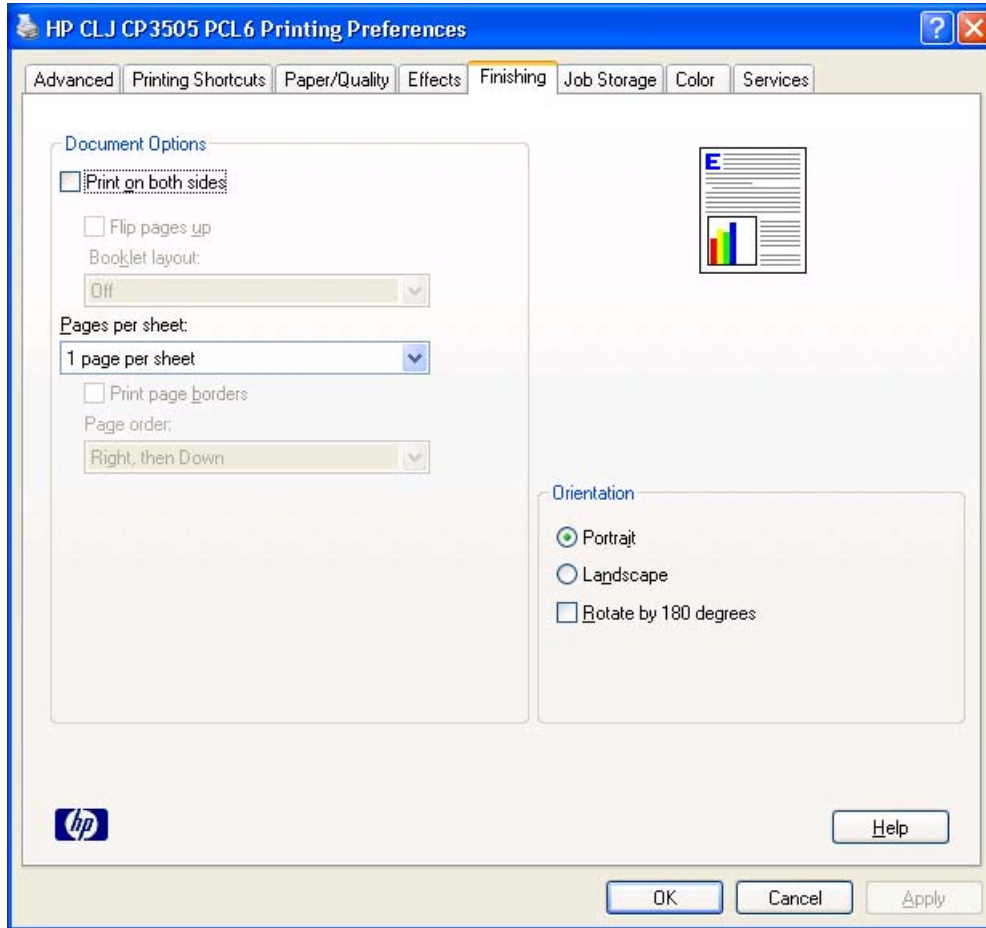 HP CLJ CP3505 PCL6 Printing Preferences
Advanced Printing Shortcuts Paper/Quality Effects Finishing Job Storage Color Services
Document Options
Print on both sides
Flip pages up
Booklet layout:
Off
Pages per sheet:
1 page per sheet
Print page borders
Page order:
Right, then Down
E
Orientation
Portrait
Landscape
Rotate by 180 degrees
hp
Help
OK Cancel Apply